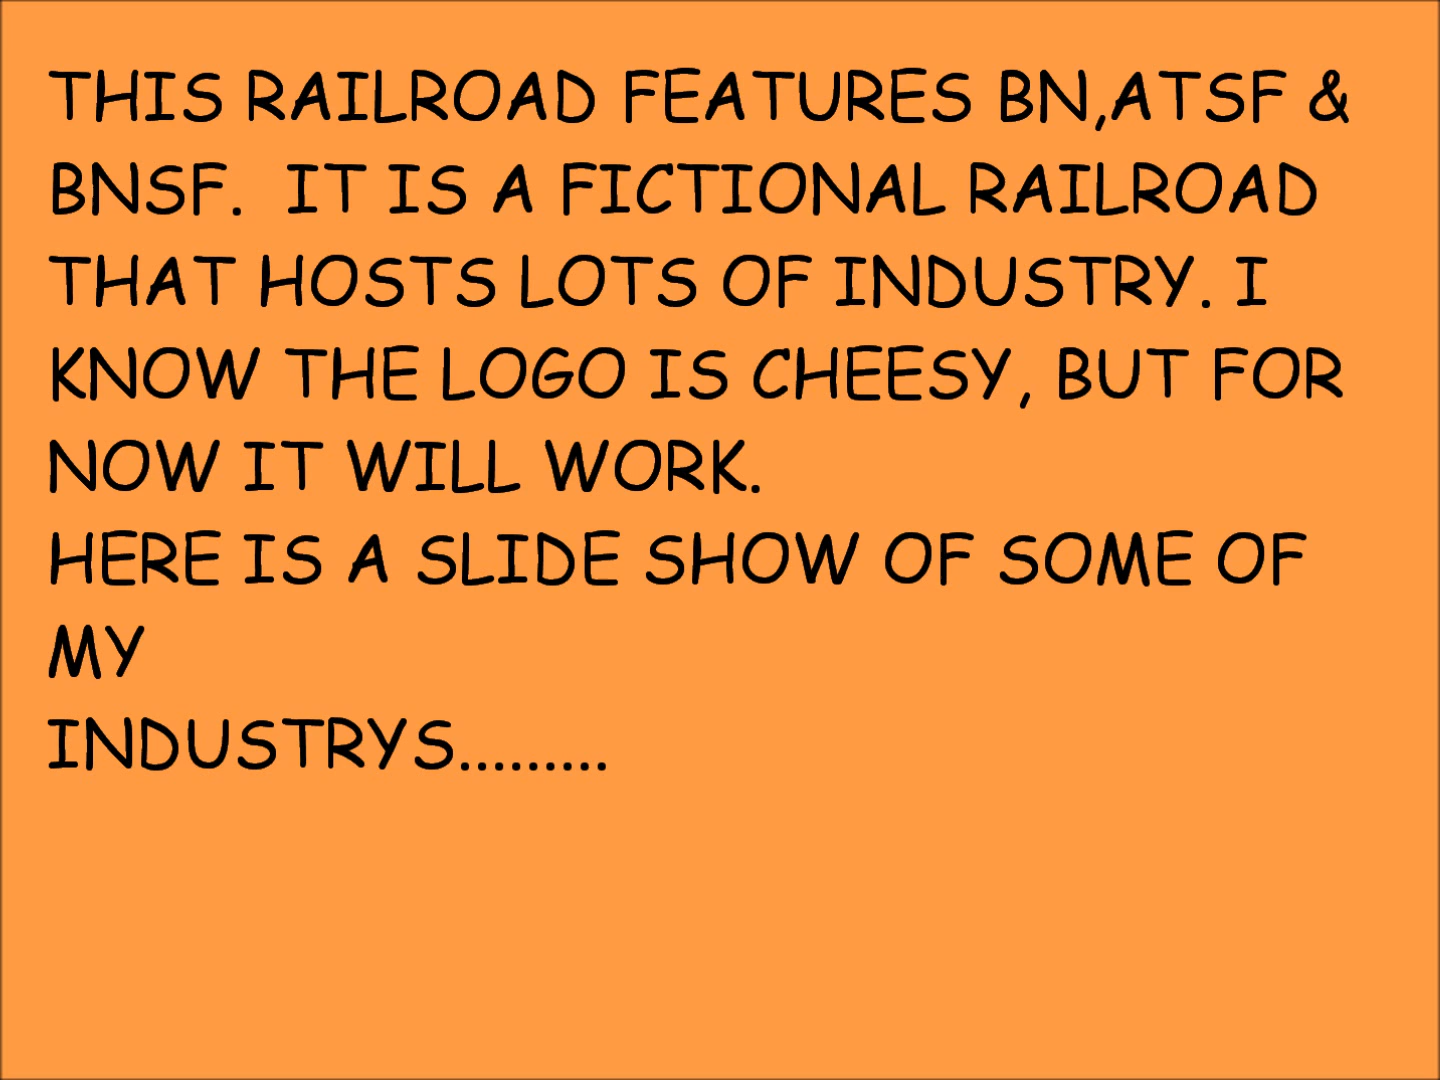 THIS RAILROAD FEATURES BN,ATSF &
BNSF.  IT IS A FICTIONAL RAILROAD
THAT HOSTS LOTS OF INDUSTRY. I
KNOW THE LOGO IS CHEESY, BUT FOR
NOW IT WILL WORK.
HERE IS A SLIDE SHOW OF SOME OF
MY
INDUSTRYS.........